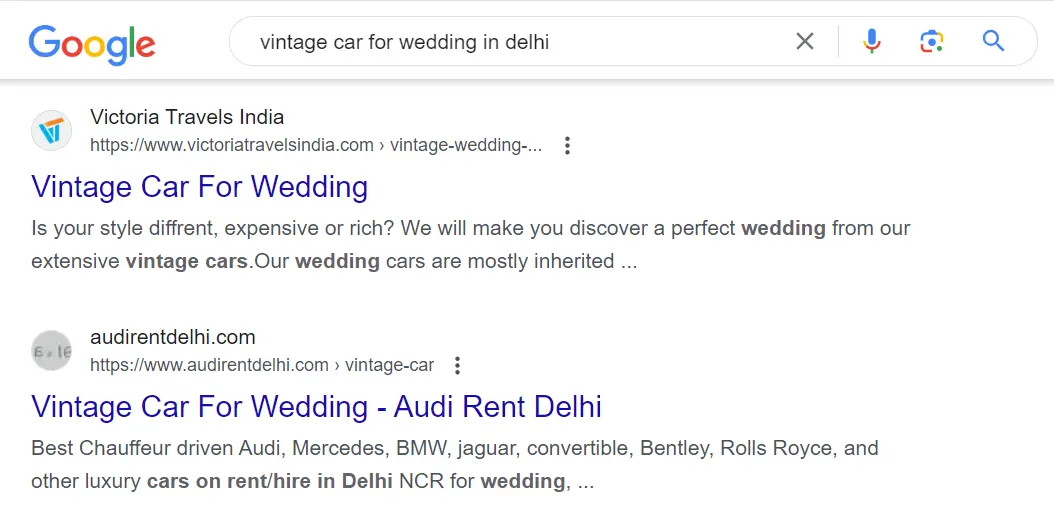 Google
vintage car for wedding in delhi
Victoria Travels India
https://www.victoriatravelsindia.com › vintage-wedding-...
Vintage Car For Wedding
Is your style diffrent, expensive or rich? We will make you discover a perfect wedding from our
extensive vintage cars.Our wedding cars are mostly inherited ...
audirentdelhi.com
https://www.audirentdelhi.com › vintage-car
Vintage Car For Wedding - Audi Rent Delhi
Best Chauffeur driven Audi, Mercedes, BMW, jaguar, convertible, Bentley, Rolls Royce, and
other luxury cars on rent/hire in Delhi NCR for wedding, ...